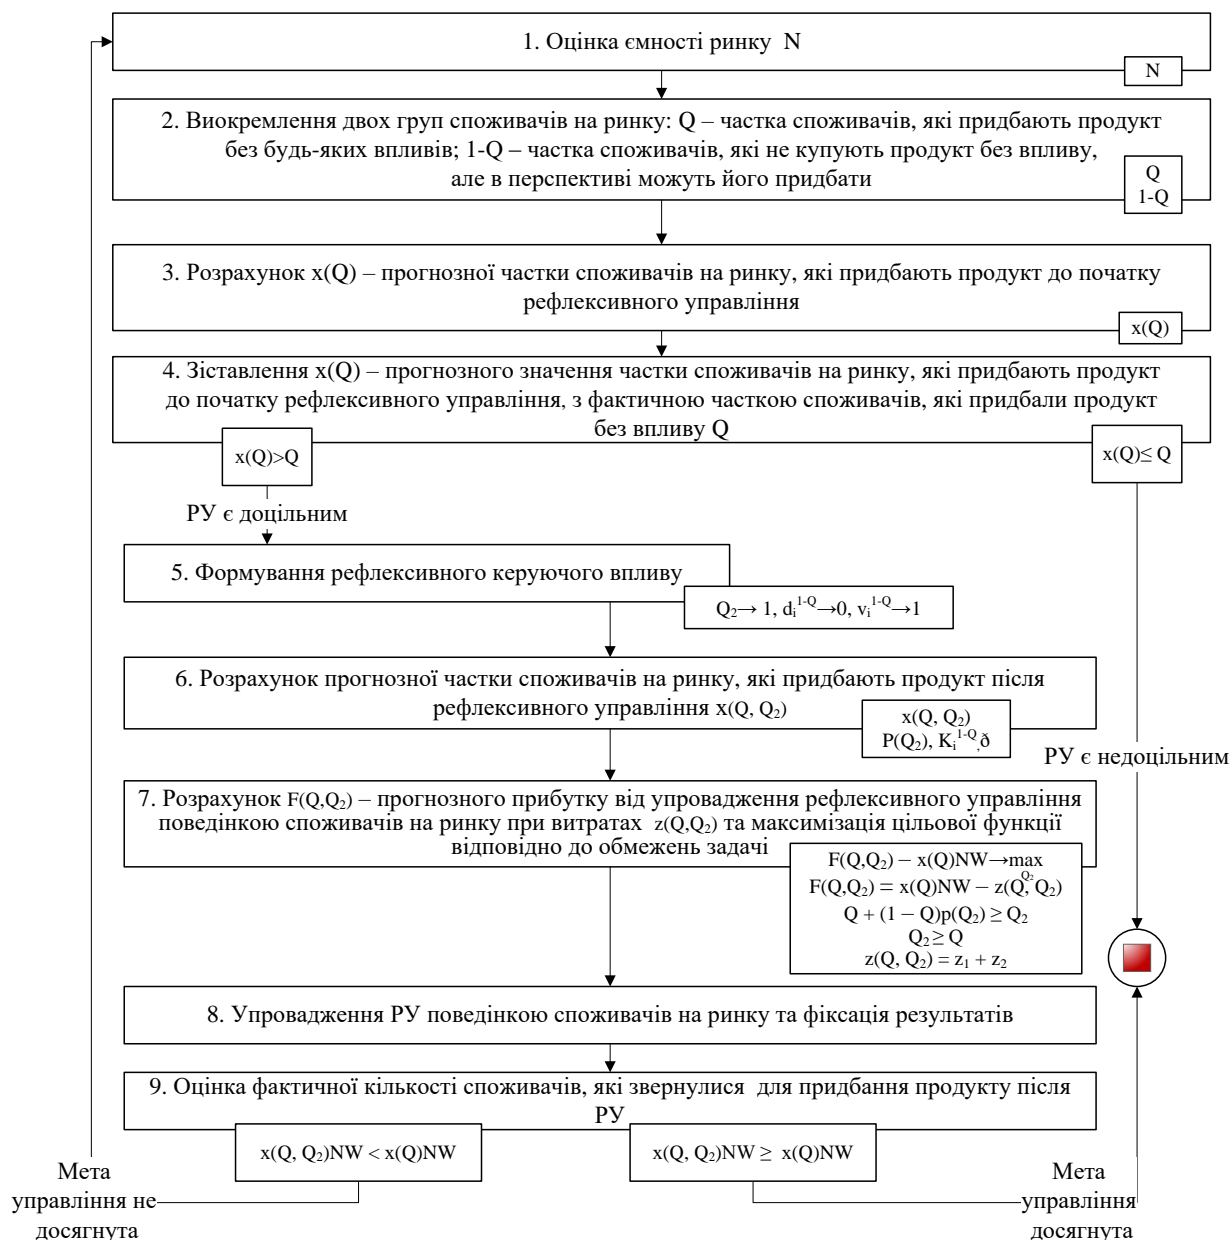 1. Оцінка ємності ринку N
N
2. Виокремлення двох груп споживачів на ринку: Q – частка споживачів, які придбають продукт
без будь-яких впливів; 1-Q – частка споживачів, які не купують продукт без впливу,
але в перспективі можуть його придбати
Q
1-Q
3. Розрахунок x(Q) – прогнозної частки споживачів на ринку, які придбають продукт до початку
рефлексивного управління
x(Q)
4. Зіставлення x(Q) – прогнозного значення частки споживачів на ринку, які придбають продукт
до початку рефлексивного управління, з фактичною часткою споживачів, які придбали продукт
без впливу Q
x(Q)>Q
x(Q)≤ Q
РУ є доцільним
5. Формування рефлексивного керуючого впливу
Q₂→ 1, dᵢ¹⁻Q→0, vᵢ¹⁻Q→1
6. Розрахунок прогнозної частки споживачів на ринку, які придбають продукт після
рефлексивного управління x(Q, Q₂)
x(Q, Q₂)
P(Q₂), Kᵢ¹⁻Q,ð
РУ є недоцільним
7. Розрахунок F(Q,Q₂) – прогнозного прибутку від упровадження рефлексивного управління
поведінкою споживачів на ринку при витратах z(Q,Q₂) та максимізація цільової функції
відповідно до обмежень задачі
F(Q,Q₂) – x(Q)NW→max
Q₂
F(Q,Q₂) = x(Q)NW – z(Q, Q₂)
Q + (1 – Q)p(Q₂) ≥ Q₂
Q₂ ≥ Q
z(Q, Q₂) = z₁ + z₂
8. Упровадження РУ поведінкою споживачів на ринку та фіксація результатів
9. Оцінка фактичної кількості споживачів, які звернулися для придбання продукту після
РУ
x(Q, Q₂)NW < x(Q)NW
x(Q, Q₂)NW ≥ x(Q)NW
Мета
управління не
досягнута
Мета
управління
досягнута